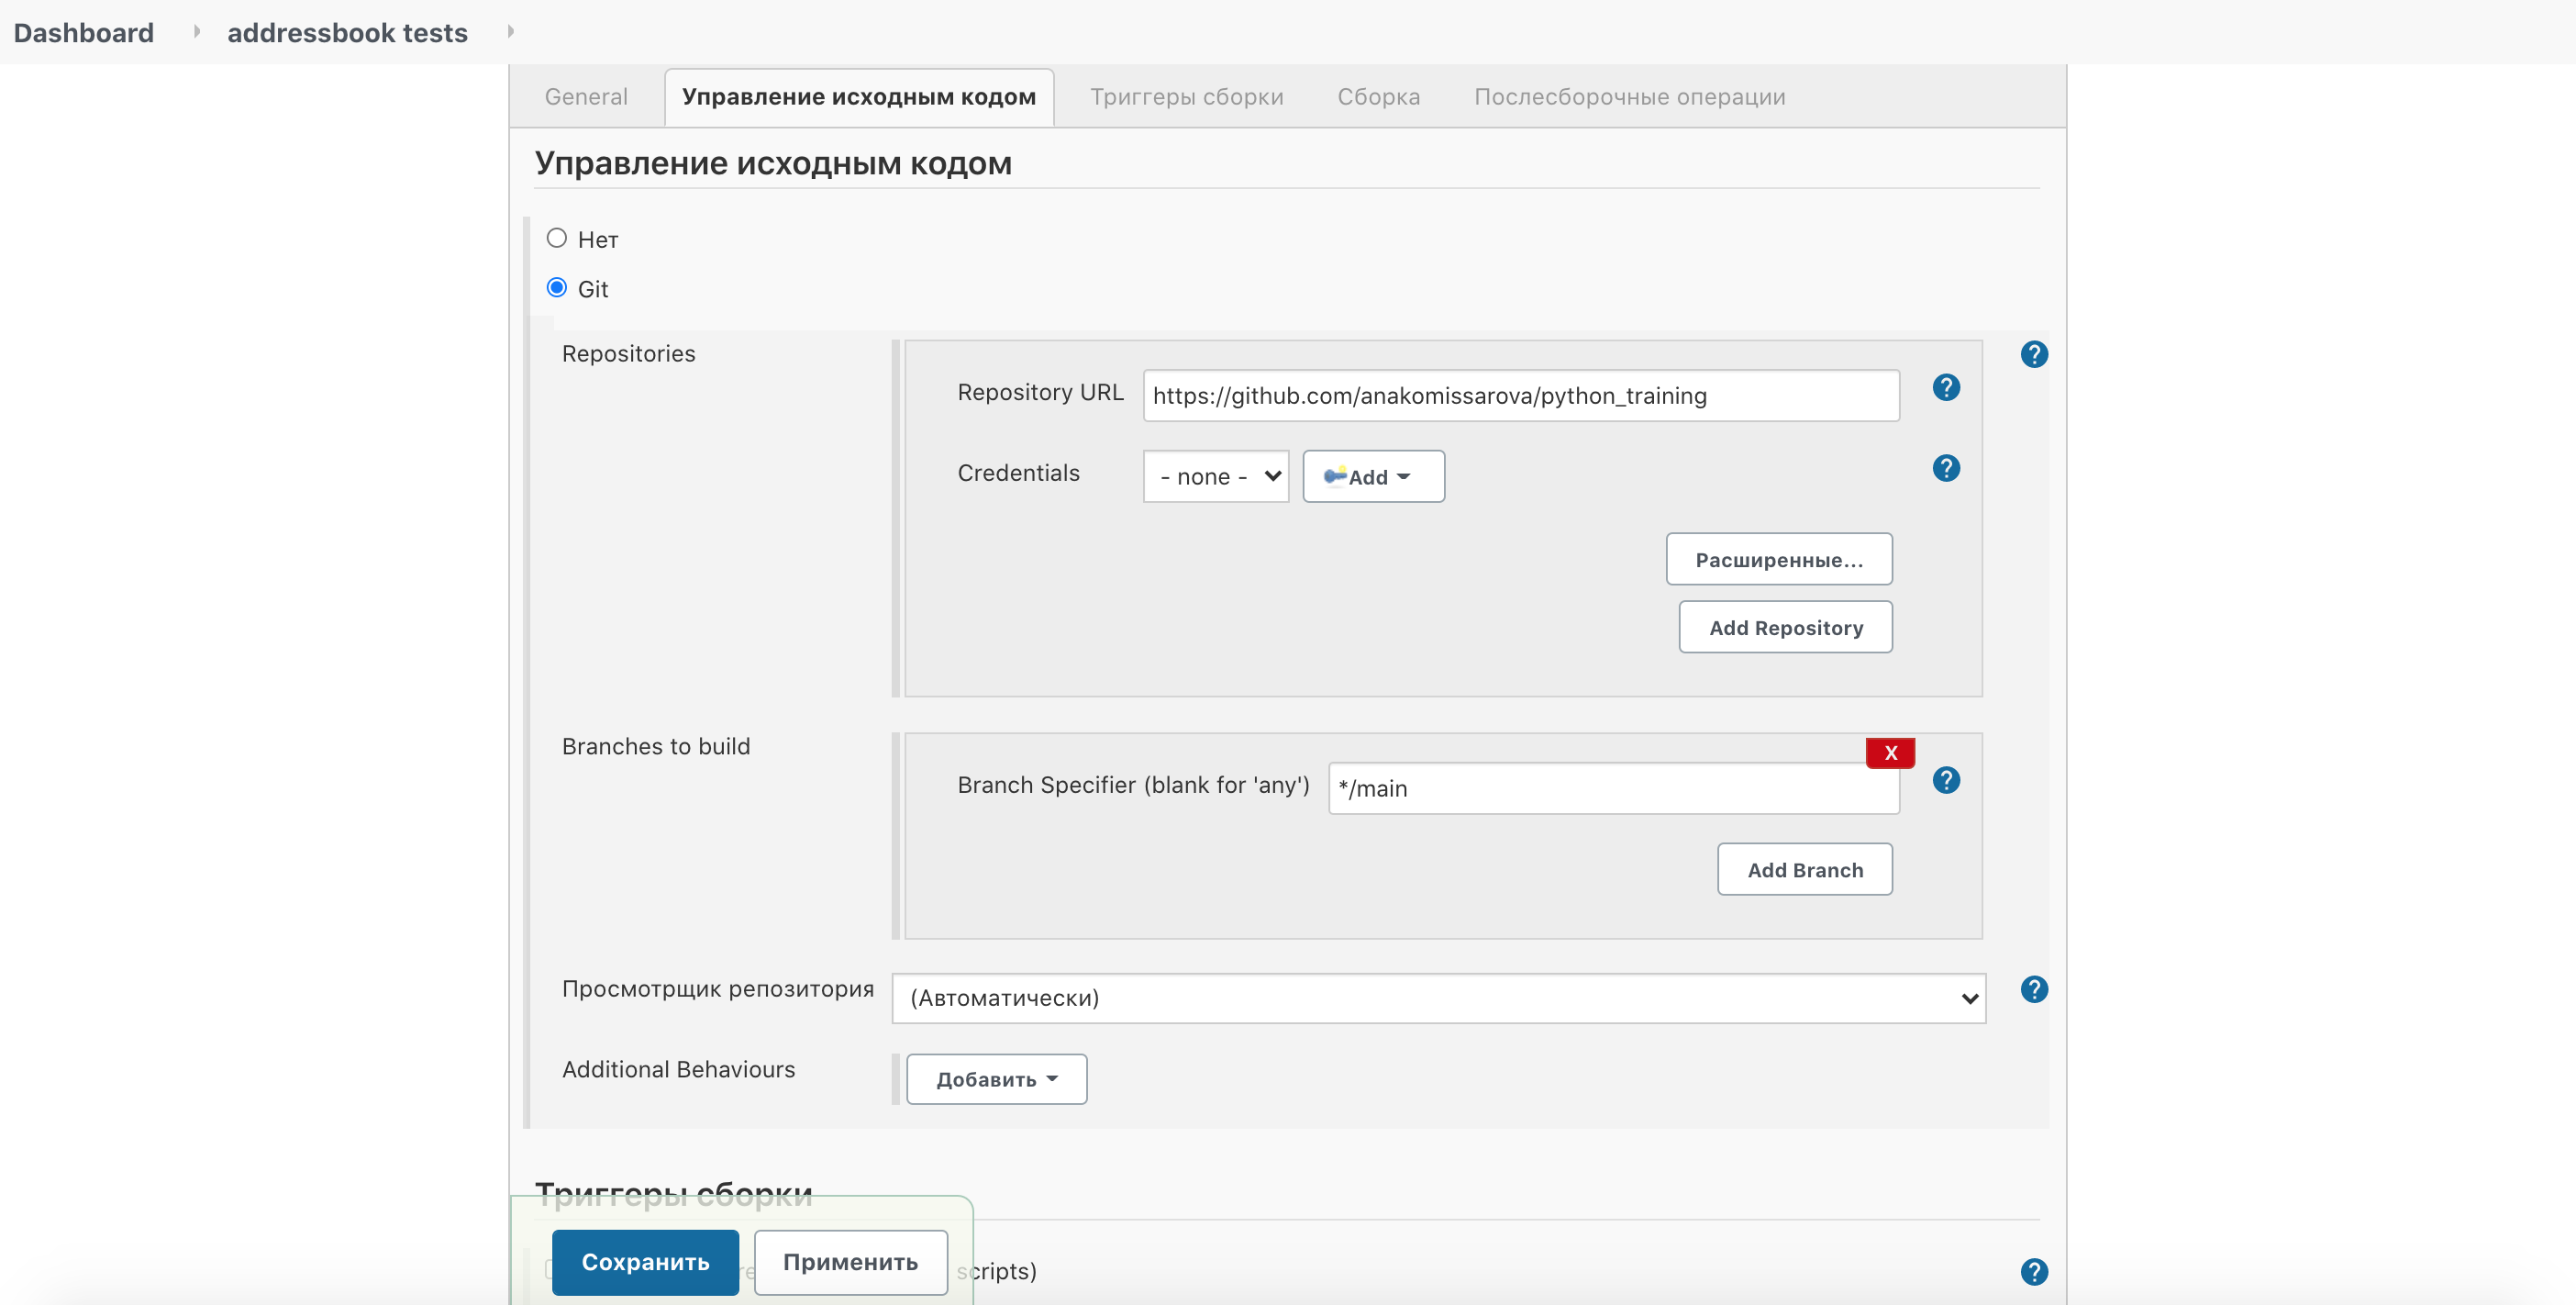 Dashboard addressbook tests
General Управление исходным кодом Триггеры сборки Сборка Послесборочные операции
Управление исходным кодом
Нет
Git
Repositories
?
Repository URL https://github.com/anakomissarova/python_training ?
Credentials - none - Add ?
Расширенные...
Add Repository
Branches to build
X
Branch Specifier (blank for 'any') */main ?
Add Branch
Просмотрщик репозитория (Автоматически) ?
Additional Behaviours Добавить
Триггеры сборки
Сохранить Применить scripts) ?